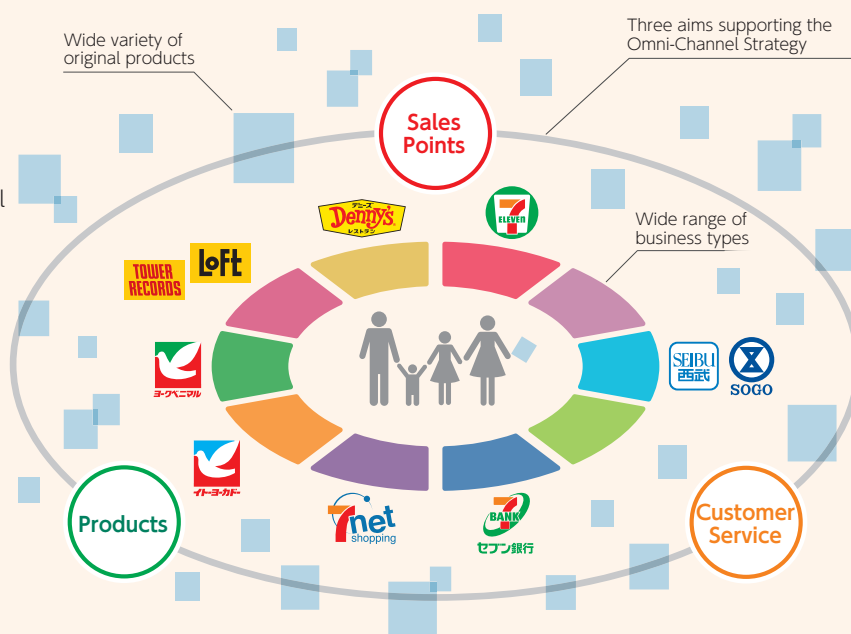 Wide variety of
original products
Three aims supporting the
Omni-Channel Strategy
Sales
Points
l
デニーズ
Denny's
レストラン
7
ELEVEN
Wide range of
business types
LOFT
TOWER
RECORDS
SEIBU
西武
SOGO
ヨークベニマル
イトーヨーカドー
7net
shopping
7
BANK
セブン銀行
Products
Customer
Service